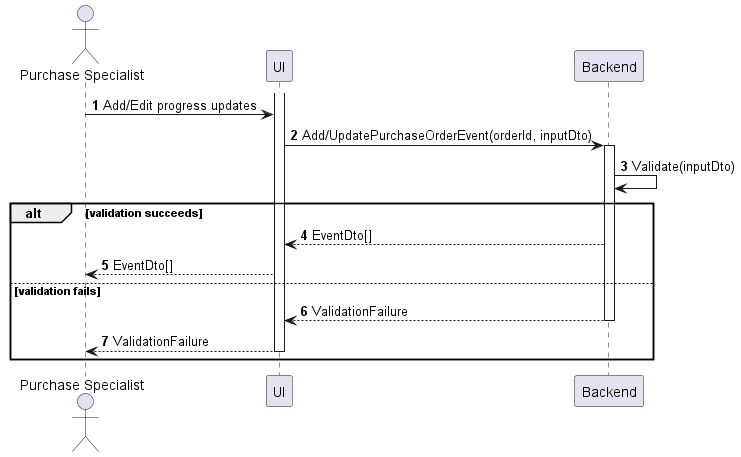 Purchase Specialist
UI
Backend
1 Add/Edit progress updates
2 Add/UpdatePurchaseOrderEvent(orderId, inputDto)
3 Validate(inputDto)
alt [validation succeeds]
4 EventDto[]
5 EventDto[]
[validation fails]
6 ValidationFailure
7 ValidationFailure
Purchase Specialist
UI
Backend